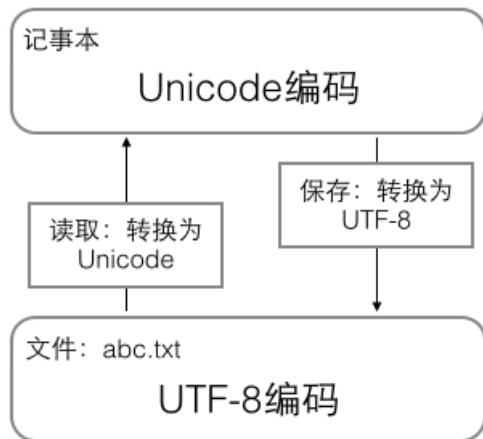 记事本
Unicode编码
保存：转换为
UTF-8
读取：转换为
Unicode
文件：abc.txt
UTF-8编码